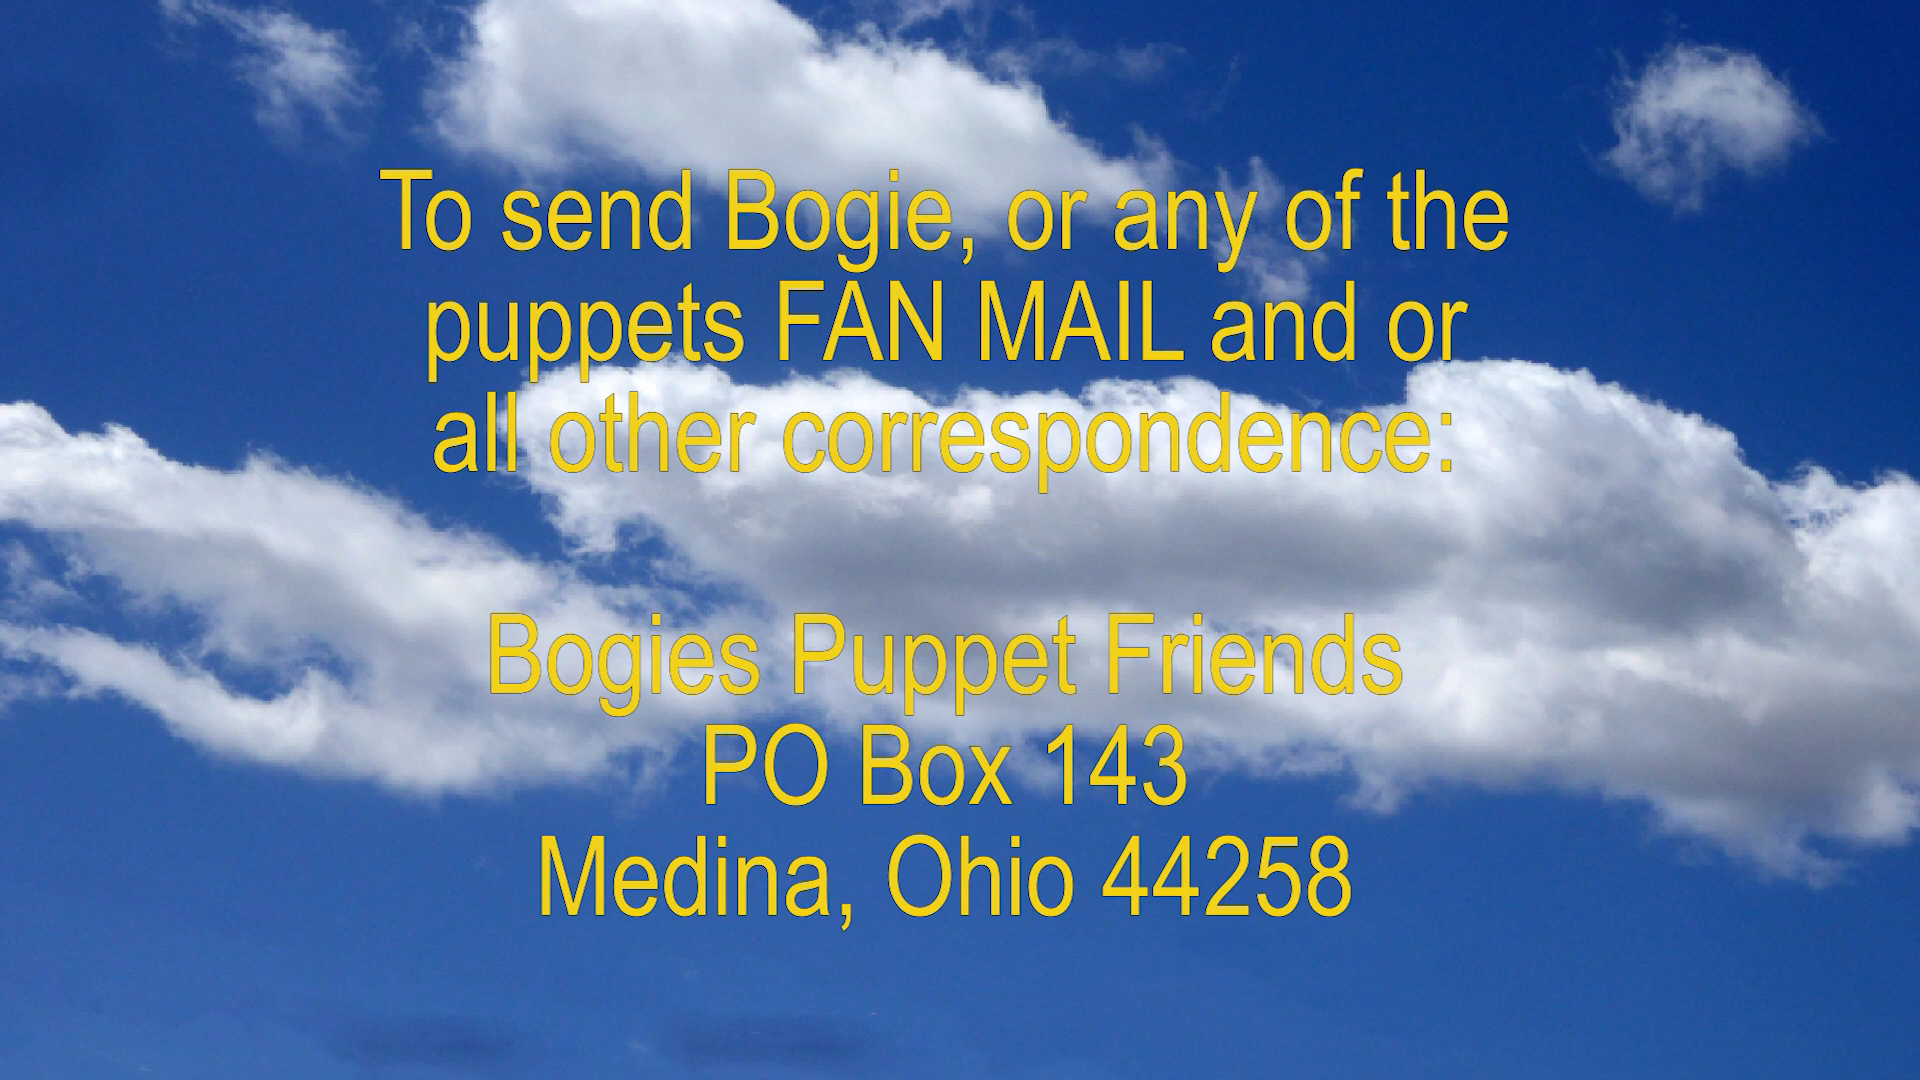 To send Bogie, or any of the
puppets FAN MAIL and or
all other correspondence:
Bogies Puppet Friends
PO Box 143
Medina, Ohio 44258